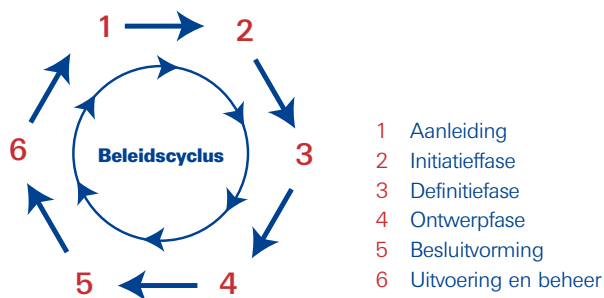 1
2
6
Beleidscyclus
3
5
4
1 Aanleiding
2 Initiatieffase
3 Definitiefase
4 Ontwerpfase
5 Besluitvorming
6 Uitvoering en beheer